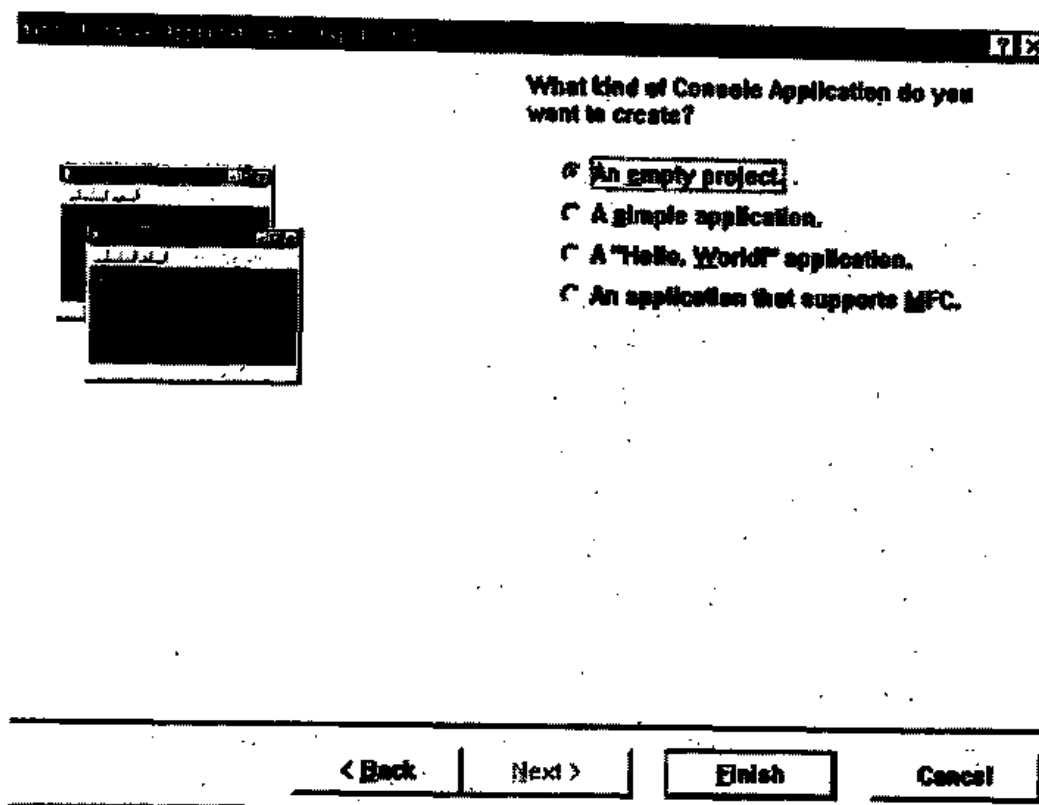 What kind of Console Application do you
want to create?
An empty project.
A simple application.
A "Hello, World!" application.
An application that supports MFC.
< Back
Next >
Finish
Cancel